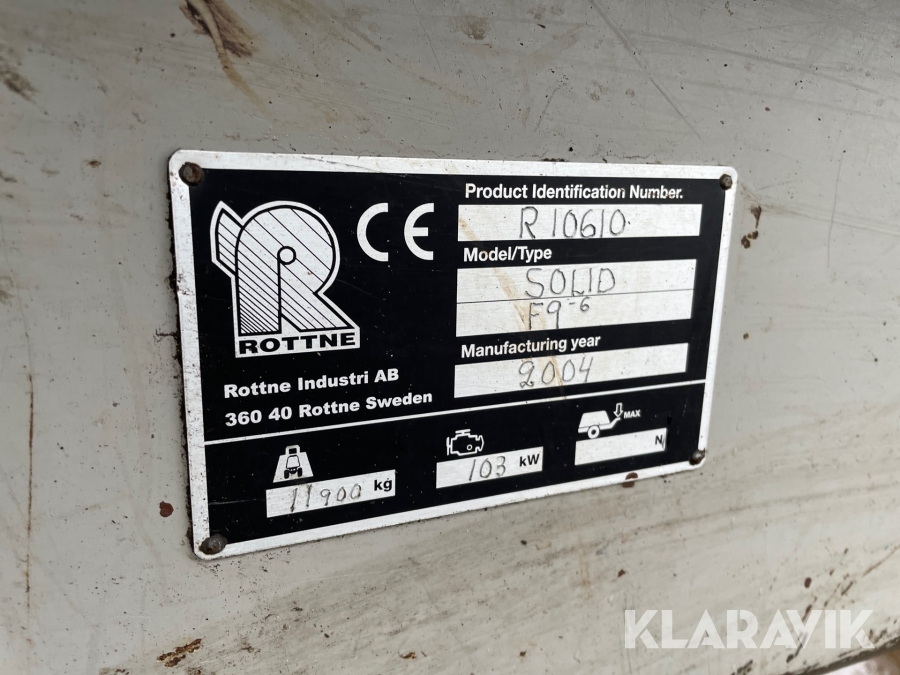 ROTTNE
CE
Rottne Industri AB
360 40 Rottne Sweden
Product Identification Number.
R 10610
Model/Type
SOLID
F9-6
Manufacturing year
2004
11900 kg
103 kW
MAX
N
KLARAVIK